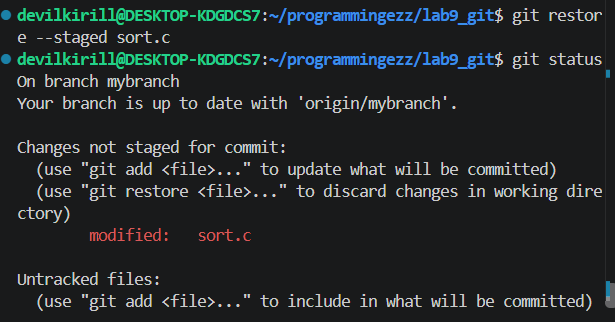 devilkirill@DESKTOP-KDGDCS7:~/programmingezz/lab9_git$ git restor
e --staged sort.c
devilkirill@DESKTOP-KDGDCS7:~/programmingezz/lab9_git$ git status
On branch mybranch
Your branch is up to date with 'origin/mybranch'.
Changes not staged for commit:
(use "git add <file>..." to update what will be committed)
(use "git restore <file>..." to discard changes in working dire
ctory)
modified:   sort.c
Untracked files:
(use "git add <file>..." to include in what will be committed)